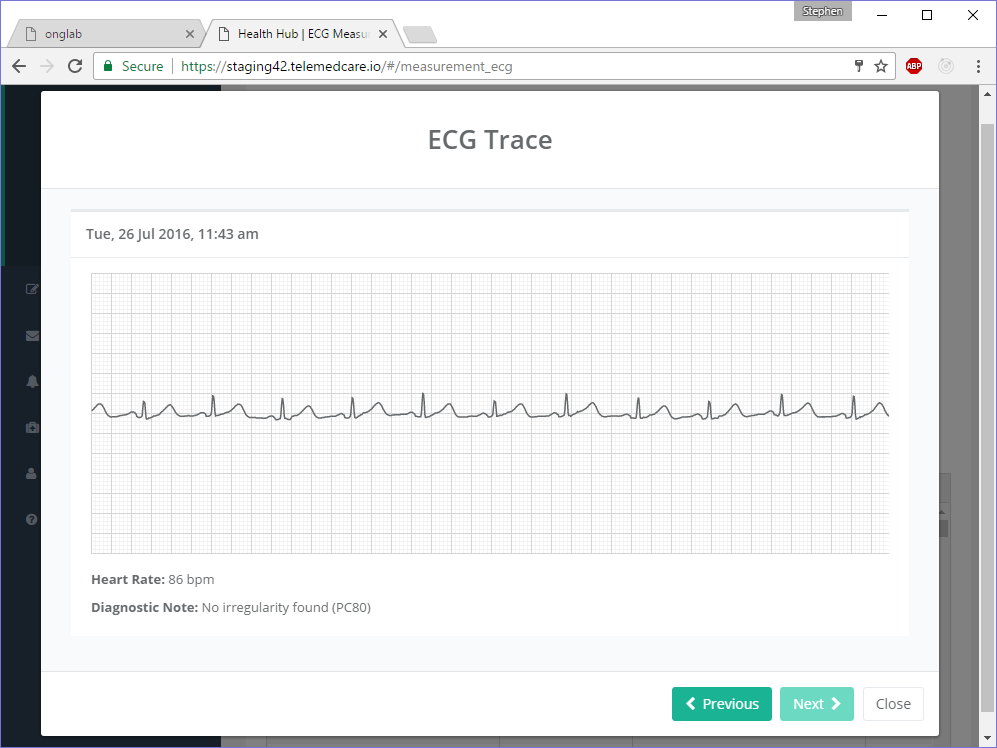 Stephen
onglab
Health Hub | ECG Measu
Secure
https://staging42.telemedcare.io/#/measurement_ecg
ABP
ECG Trace
Tue, 26 Jul 2016, 11:43 am
Heart Rate: 86 bpm
Diagnostic Note: No irregularity found (PC80)
Previous
Next
Close